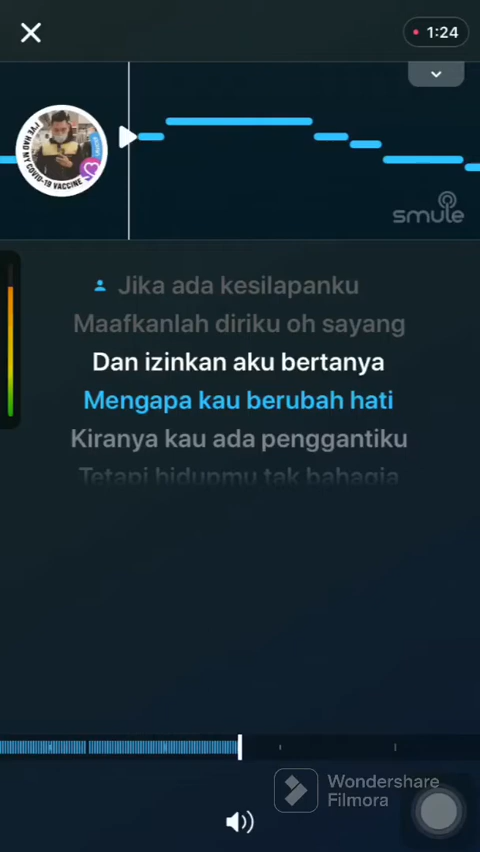 1:24
I'VE HAD MY COVID-19 VACCINE
smule
Jika ada kesilapanku
Maafkanlah diriku oh sayang
Dan izinkan aku bertanya
Mengapa kau berubah hati
Kiranya kau ada penggantiku
Tetapi hidupmu tak bahagia
Wondershare
Filmora